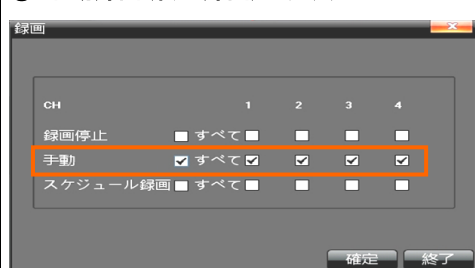 録画
CH 1 2 3 4
録画停止 すべて
手動 すべて
スケジュール録画 すべて
確定 終了